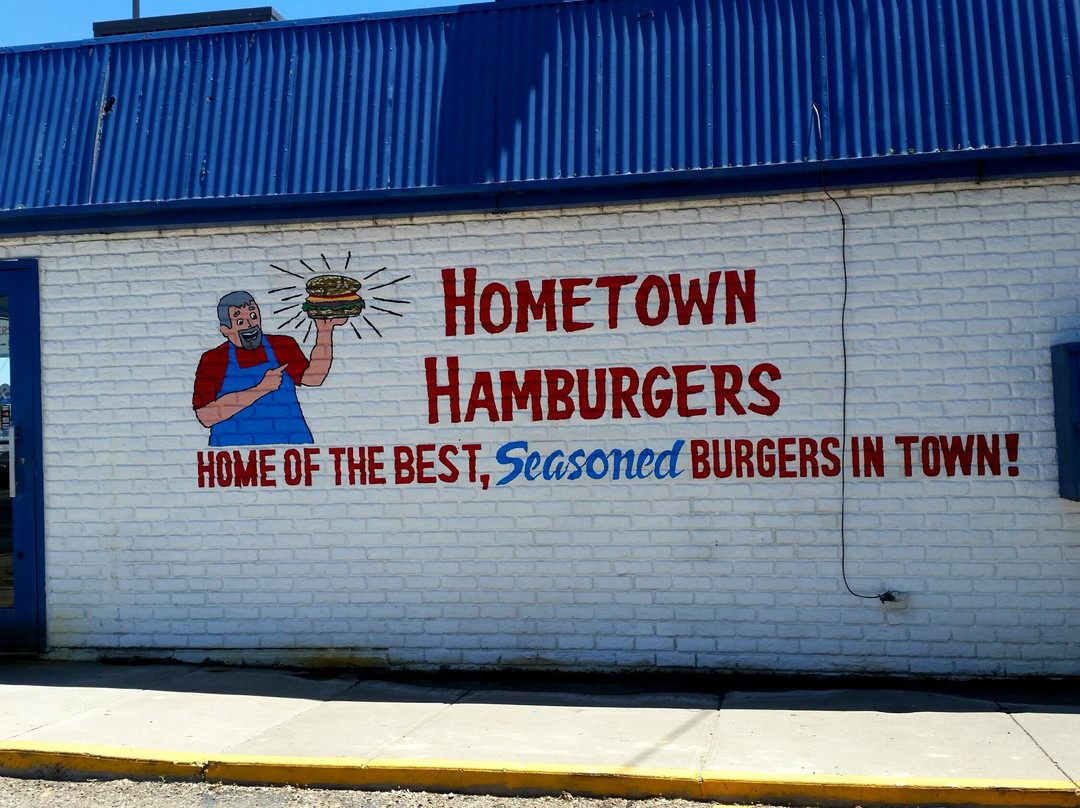 HOMETOWN
HAMBURGERS
HOME OF THE BEST, Seasoned BURGERS IN TOWN!